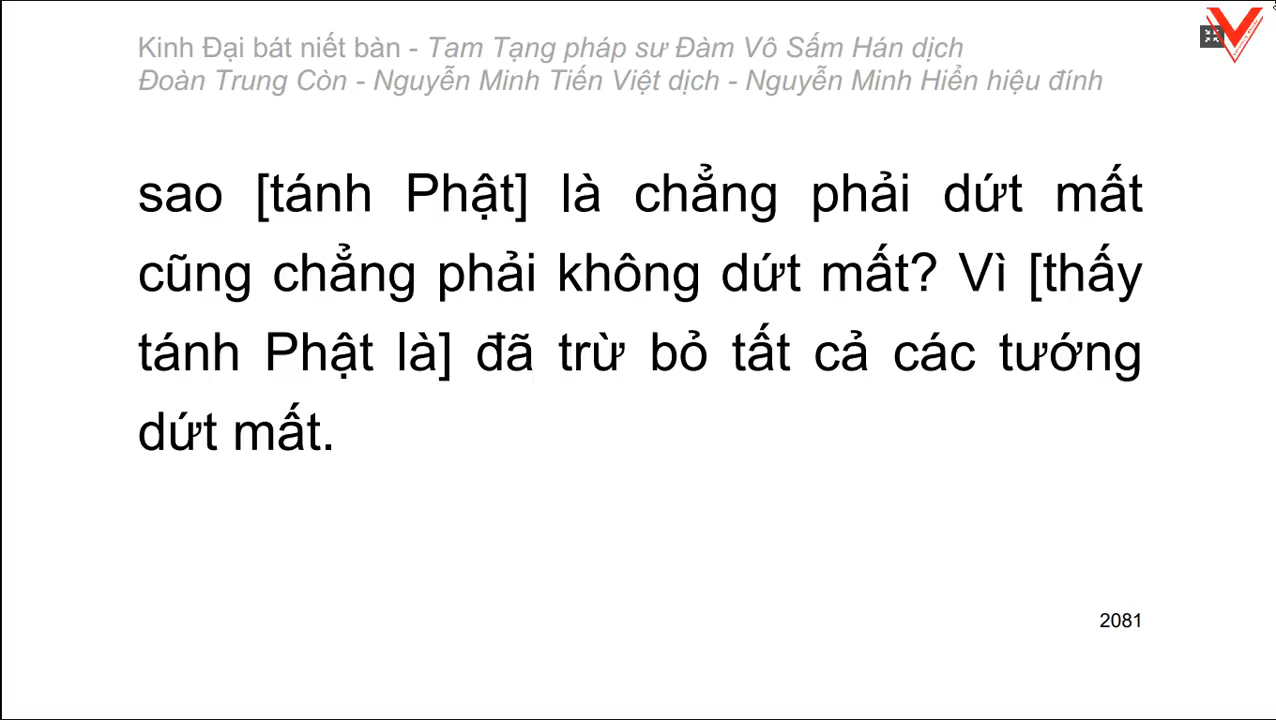 Kinh Đại bát niết bàn - Tam Tạng pháp sư Đàm Vô Sấm Hán dịch
Đoàn Trung Còn - Nguyễn Minh Tiến Việt dịch - Nguyễn Minh Hiển hiệu đính
sao [tánh Phật] là chẳng phải dứt mất
cũng chẳng phải không dứt mất? Vì [thấy
tánh Phật là] đã trừ bỏ tất cả các tướng
dứt mất.
2081